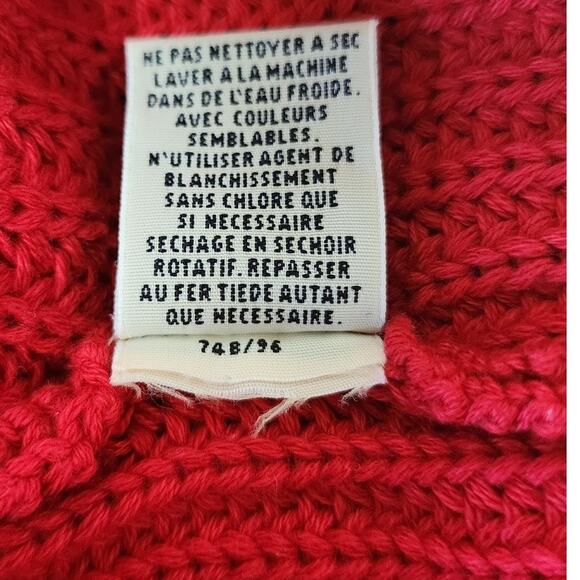 NE PAS NETTOYER A SEC
LAVER A LA MACHINE
DANS DE L'EAU FROIDE.
AVEC COULEURS
SEMBLABLES.
N'UTILISER AGENT DE
BLANCHISSEMENT
SANS CHLORE QUE
SI NECESSAIRE
SECHAGE EN SECHOIR
ROTATIF. REPASSER
AU FER TIEDE AUTANT
QUE NECESSAIRE.
74B/96